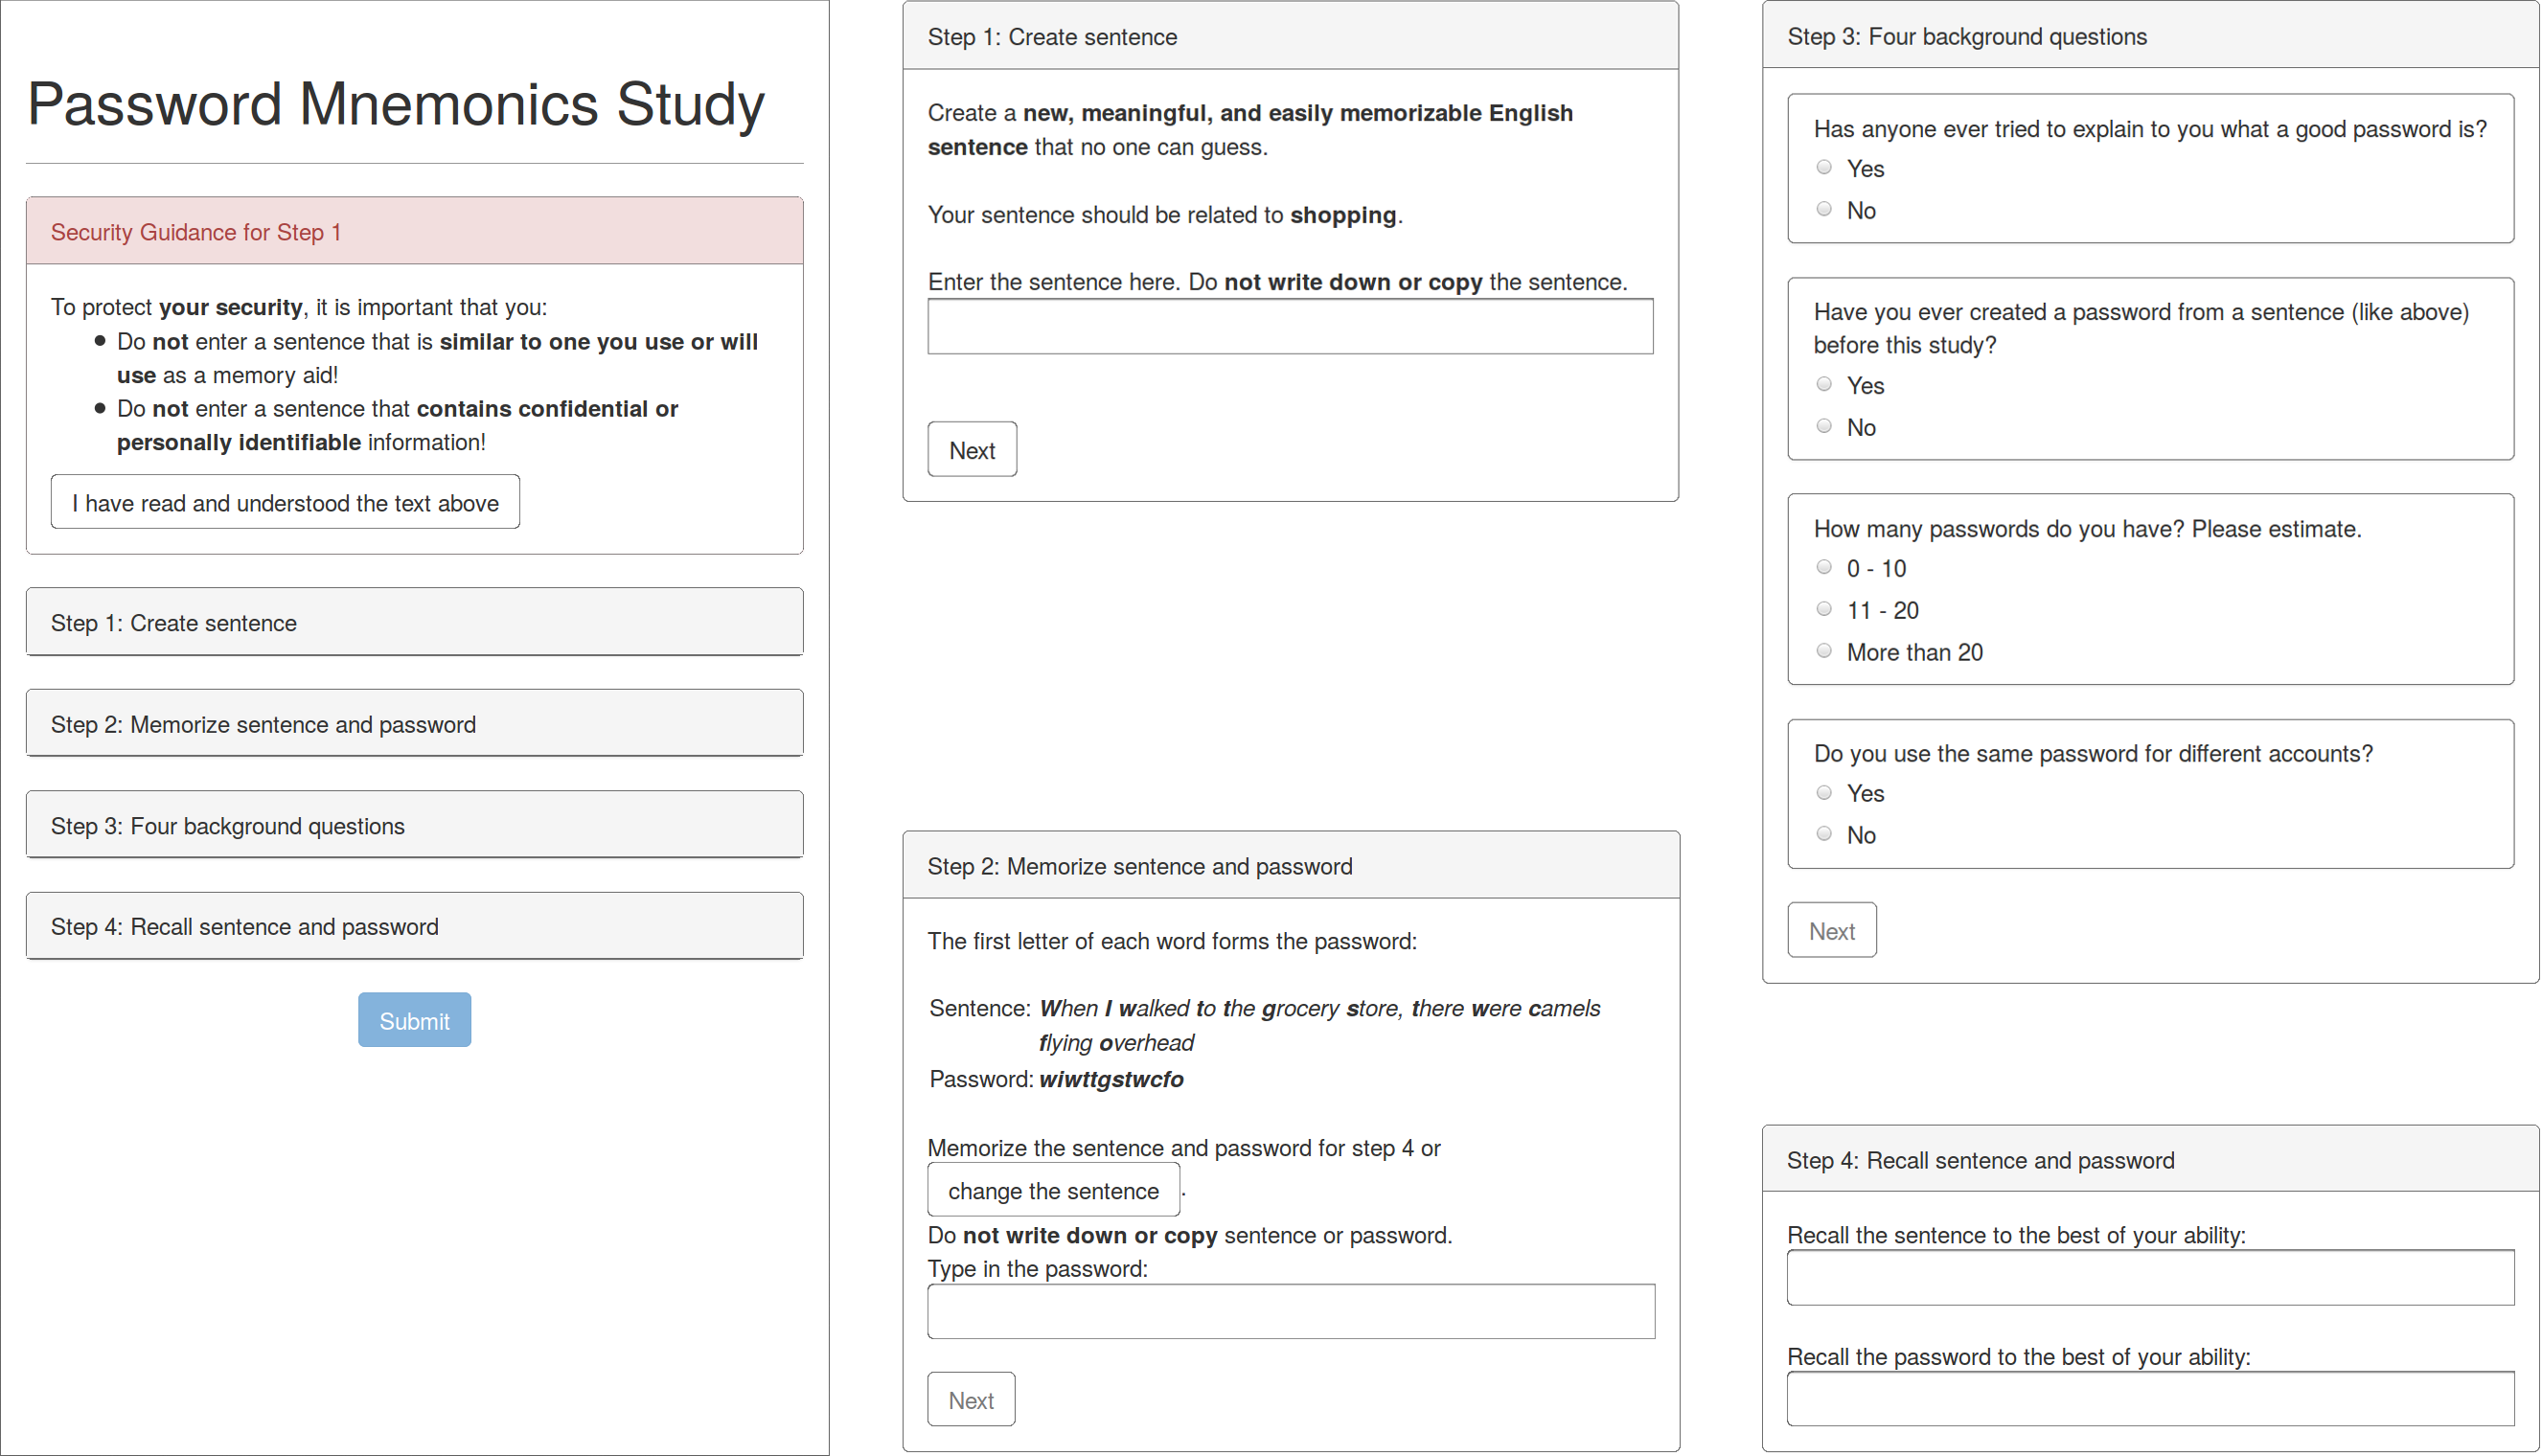 Password Mnemonics Study
Security Guidance for Step 1
To protect your security, it is important that you:
Do not enter a sentence that is similar to one you use or will
use as a memory aid!
Do not enter a sentence that contains confidential or
personally identifiable information!
I have read and understood the text above
Step 1: Create sentence
Step 2: Memorize sentence and password
Step 3: Four background questions
Step 4: Recall sentence and password
Submit
Step 1: Create sentence
Create a new, meaningful, and easily memorizable English
sentence that no one can guess.
Your sentence should be related to shopping.
Enter the sentence here. Do not write down or copy the sentence.
Next
Step 2: Memorize sentence and password
The first letter of each word forms the password:
Sentence: When I walked to the grocery store, there were camels
flying overhead
Password: wiwttgstwcfo
Memorize the sentence and password for step 4 or
change the sentence .
Do not write down or copy sentence or password.
Type in the password:
Next
Step 3: Four background questions
Has anyone ever tried to explain to you what a good password is?
Yes
No
Have you ever created a password from a sentence (like above)
before this study?
Yes
No
How many passwords do you have? Please estimate.
0 - 10
11 - 20
More than 20
Do you use the same password for different accounts?
Yes
No
Next
Step 4: Recall sentence and password
Recall the sentence to the best of your ability:
Recall the password to the best of your ability: